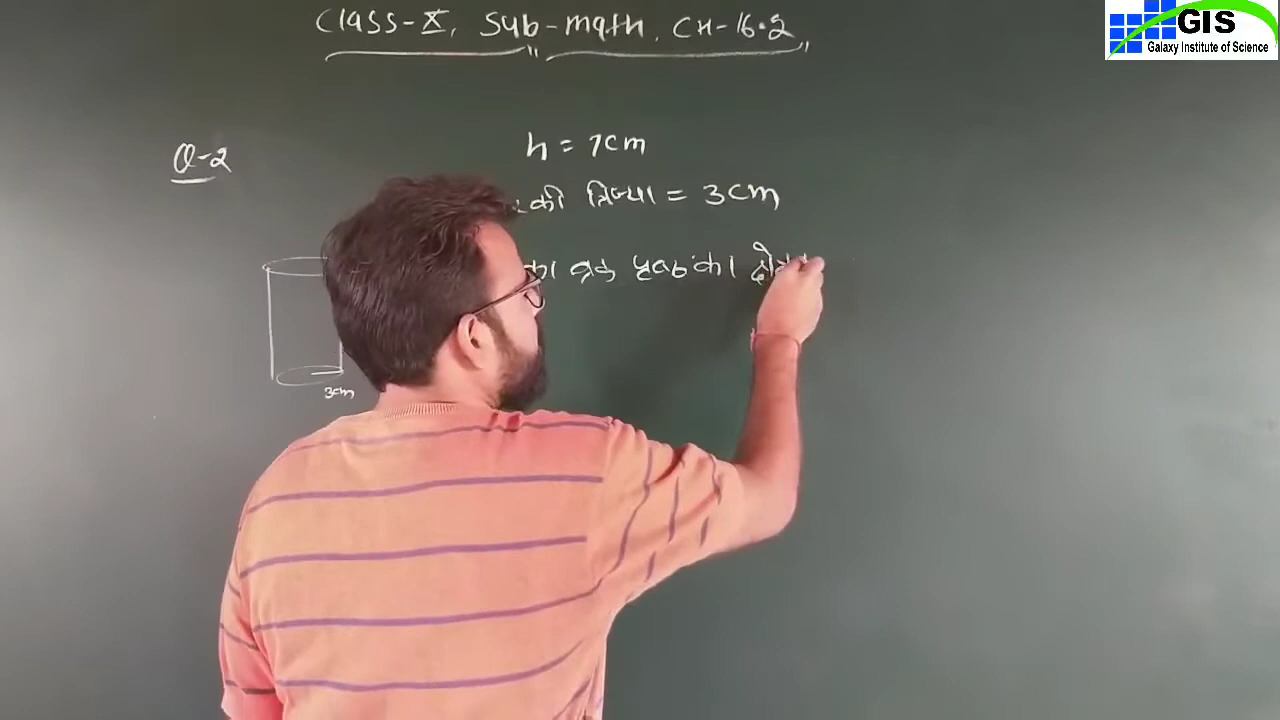 Class-X, Sub-math, CH-16.2
GIS
Galaxy Institute of Science
Q-2
h = 7cm
की त्रिज्या = 3cm
का वक्र पृष्ठ का
3cm